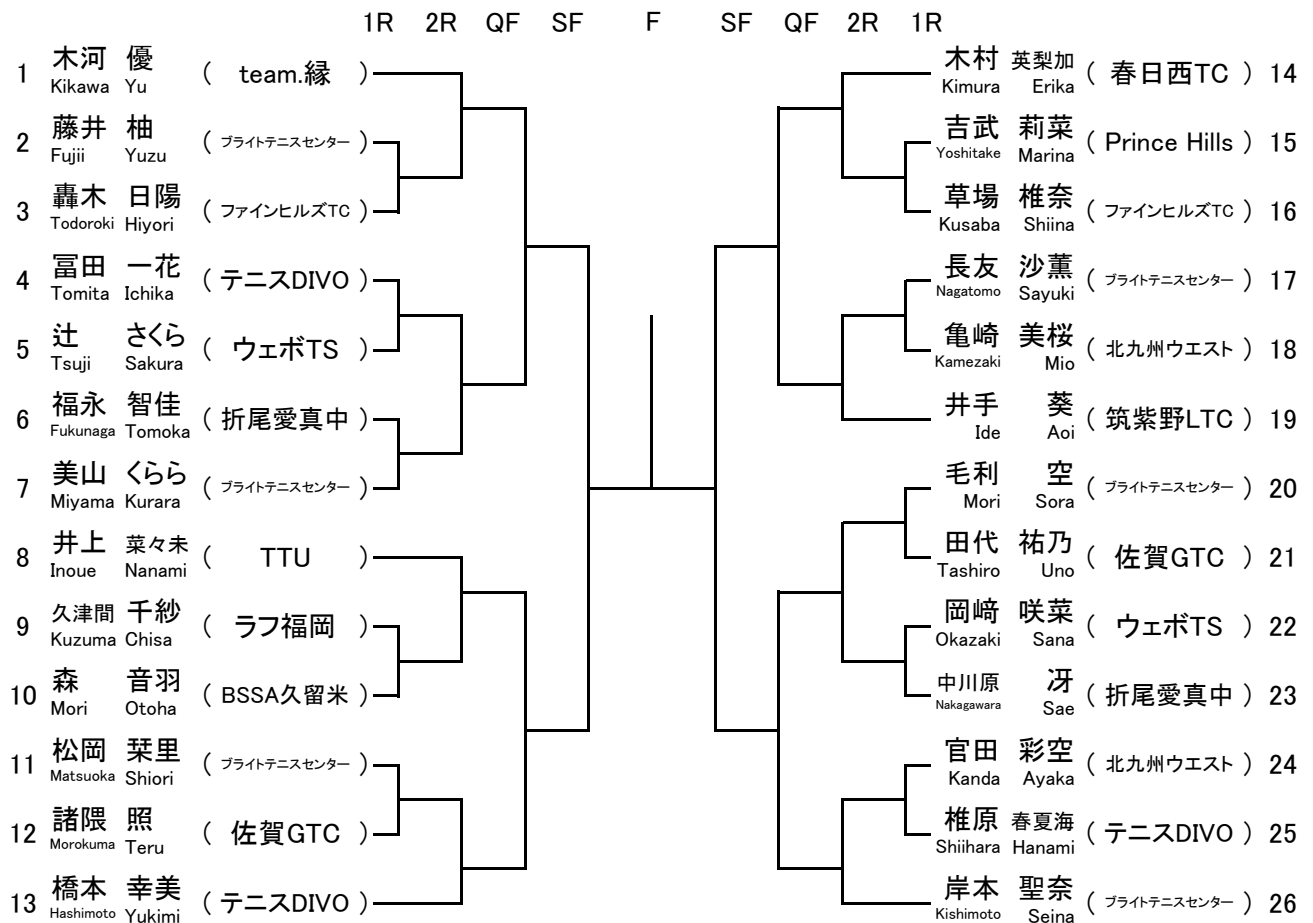 1R 2R QF SF F SF QF 2R 1R
1 木河 優 ( team.縁 )
Kikawa Yu
2 藤井 柚 ( ブライトテニスセンター )
Fujii Yuzu
3 轟木 日陽 ( ファインヒルズTC )
Todoroki Hiyori
4 冨田 一花 ( テニスDIVO )
Tomita Ichika
5 辻 さくら ( ウェボTS )
Tsuji Sakura
6 福永 智佳 ( 折尾愛真中 )
Fukunaga Tomoka
7 美山 くらら ( ブライトテニスセンター )
Miyama Kurara
8 井上 菜々未 ( TTU )
Inoue Nanami
9 久津間 千紗 ( ラフ福岡 )
Kuzuma Chisa
10 森 音羽 ( BSSA久留米 )
Mori Otoha
11 松岡 栞里 ( ブライトテニスセンター )
Matsuoka Shiori
12 諸隈 照 ( 佐賀GTC )
Morokuma Teru
13 橋本 幸美 ( テニスDIVO )
Hashimoto Yukimi
木村 英梨加 ( 春日西TC ) 14
Kimura Erika
吉武 莉菜 ( Prince Hills ) 15
Yoshitake Marina
草場 椎奈 ( ファインヒルズTC ) 16
Kusaba Shiina
長友 沙薫 ( ブライトテニスセンター ) 17
Nagatomo Sayuki
亀崎 美桜 ( 北九州ウエスト ) 18
Kamezaki Mio
井手 葵 ( 筑紫野LTC ) 19
Ide Aoi
毛利 空 ( ブライトテニスセンター ) 20
Mori Sora
田代 祐乃 ( 佐賀GTC ) 21
Tashiro Uno
岡﨑 咲菜 ( ウェボTS ) 22
Okazaki Sana
中川原 冴 ( 折尾愛真中 ) 23
Nakagawara Sae
官田 彩空 ( 北九州ウエスト ) 24
Kanda Ayaka
椎原 春夏海 ( テニスDIVO ) 25
Shiihara Hanami
岸本 聖奈 ( ブライトテニスセンター ) 26
Kishimoto Seina